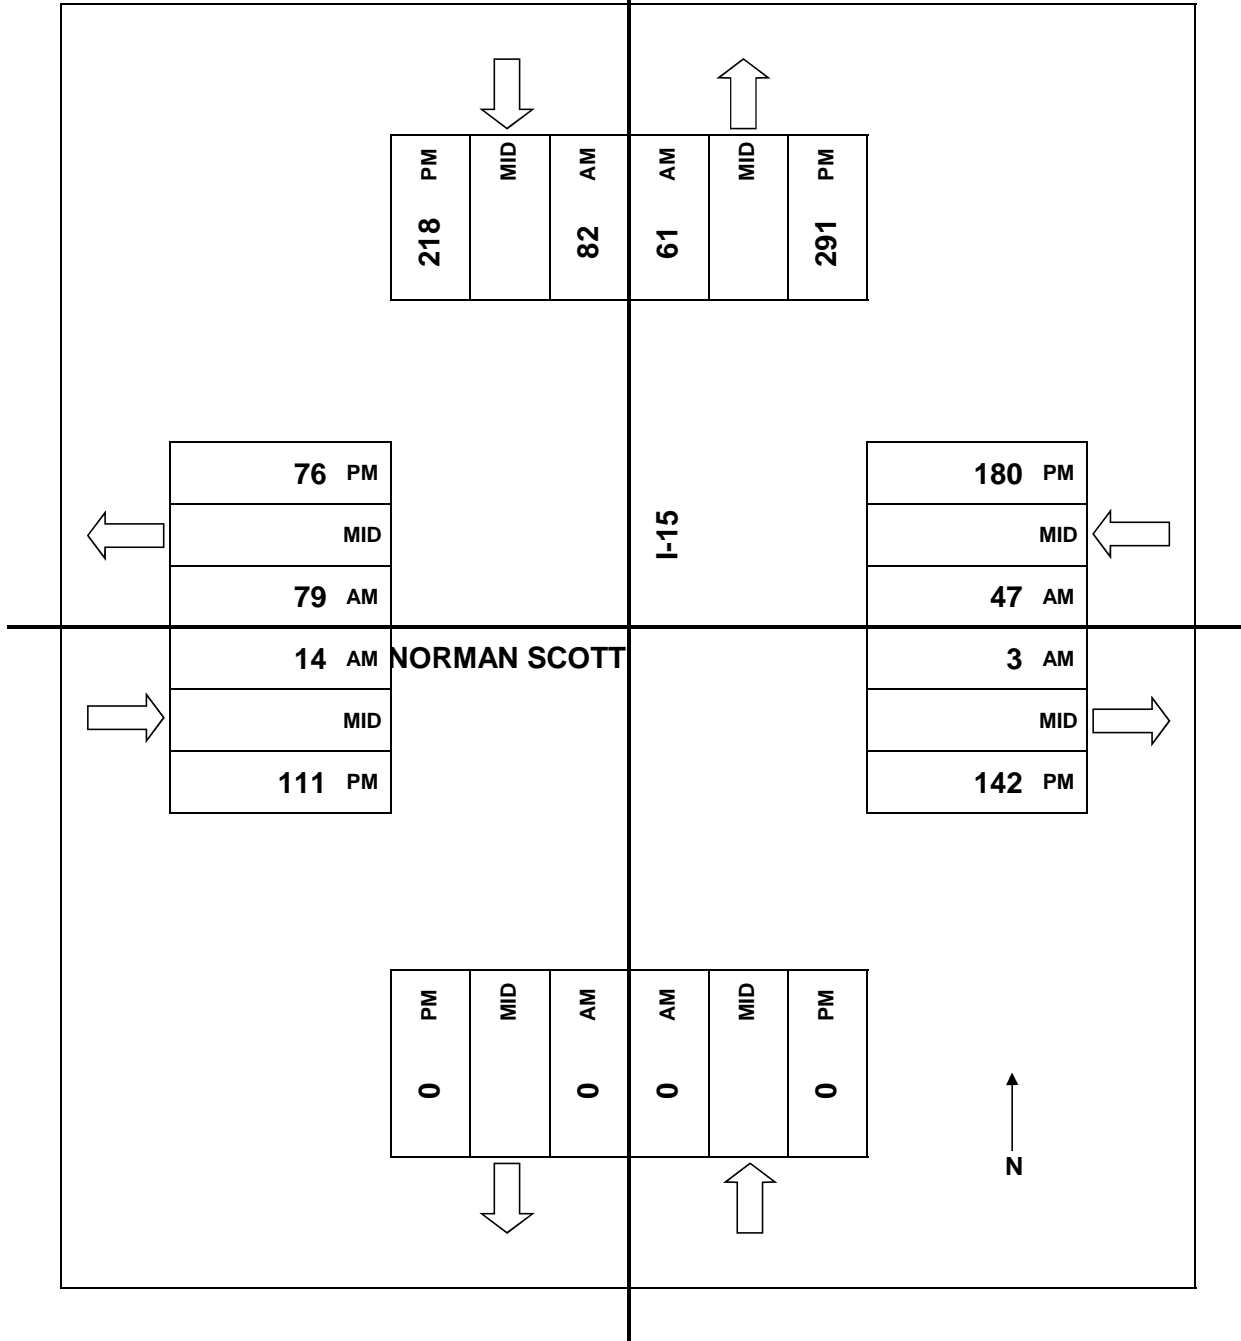 PM MID AM AM MID PM
218 82 61 291
76 PM
MID
79 AM
14 AM
MID
111 PM
I-15
NORMAN SCOTT
180 PM
MID
47 AM
3 AM
MID
142 PM
PM MID AM AM MID PM
0 0 0 0
N